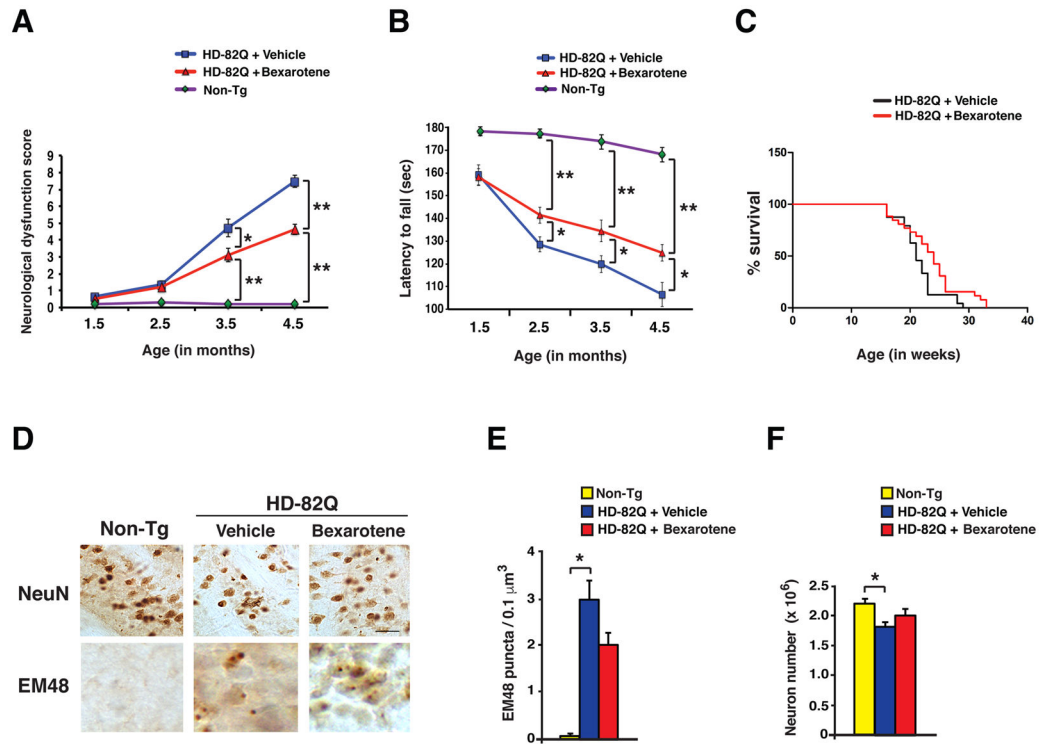 A
HD-82Q + Vehicle
HD-82Q + Bexarotene
Non-Tg
Neurological dysfunction score
9
8
7
6
5
4
3
2
1
0
*
**
**
**
1.5 2.5 3.5 4.5
Age (in months)
B
HD-82Q + Vehicle
HD-82Q + Bexarotene
Non-Tg
Latency to fall (sec)
180
170
160
150
140
130
120
110
100
**
**
**
*
*
*
1.5 2.5 3.5 4.5
Age (in months)
C
HD-82Q + Vehicle
HD-82Q + Bexarotene
% survival
150
100
50
0
0 10 20 30 40
Age (in weeks)
D
HD-82Q
Non-Tg Vehicle Bexarotene
NeuN
EM48
E
Non-Tg
HD-82Q + Vehicle
HD-82Q + Bexarotene
EM48 puncta / 0.1 µm3
4
2
1
0
*
F
Non-Tg
HD-82Q + Vehicle
HD-82Q + Bexarotene
Neuron number (x 106)
2.5
2.0
1.5
1.0
0.5
0
*